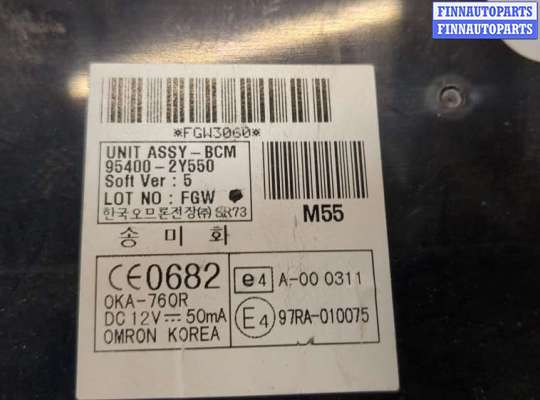 FINNAUTOPARTS
FINNAUTOPARTS
*FGW3060*
UNIT ASSY-BCM
95400-2Y550
Soft Ver : 5
LOT NO : FGW
한국오므론전장㈜ SR73
M55
송미화
CE0682
OKA-760R
DC 12V 50mA
OMRON KOREA
e4 A-00 0311
E4 97RA-010075